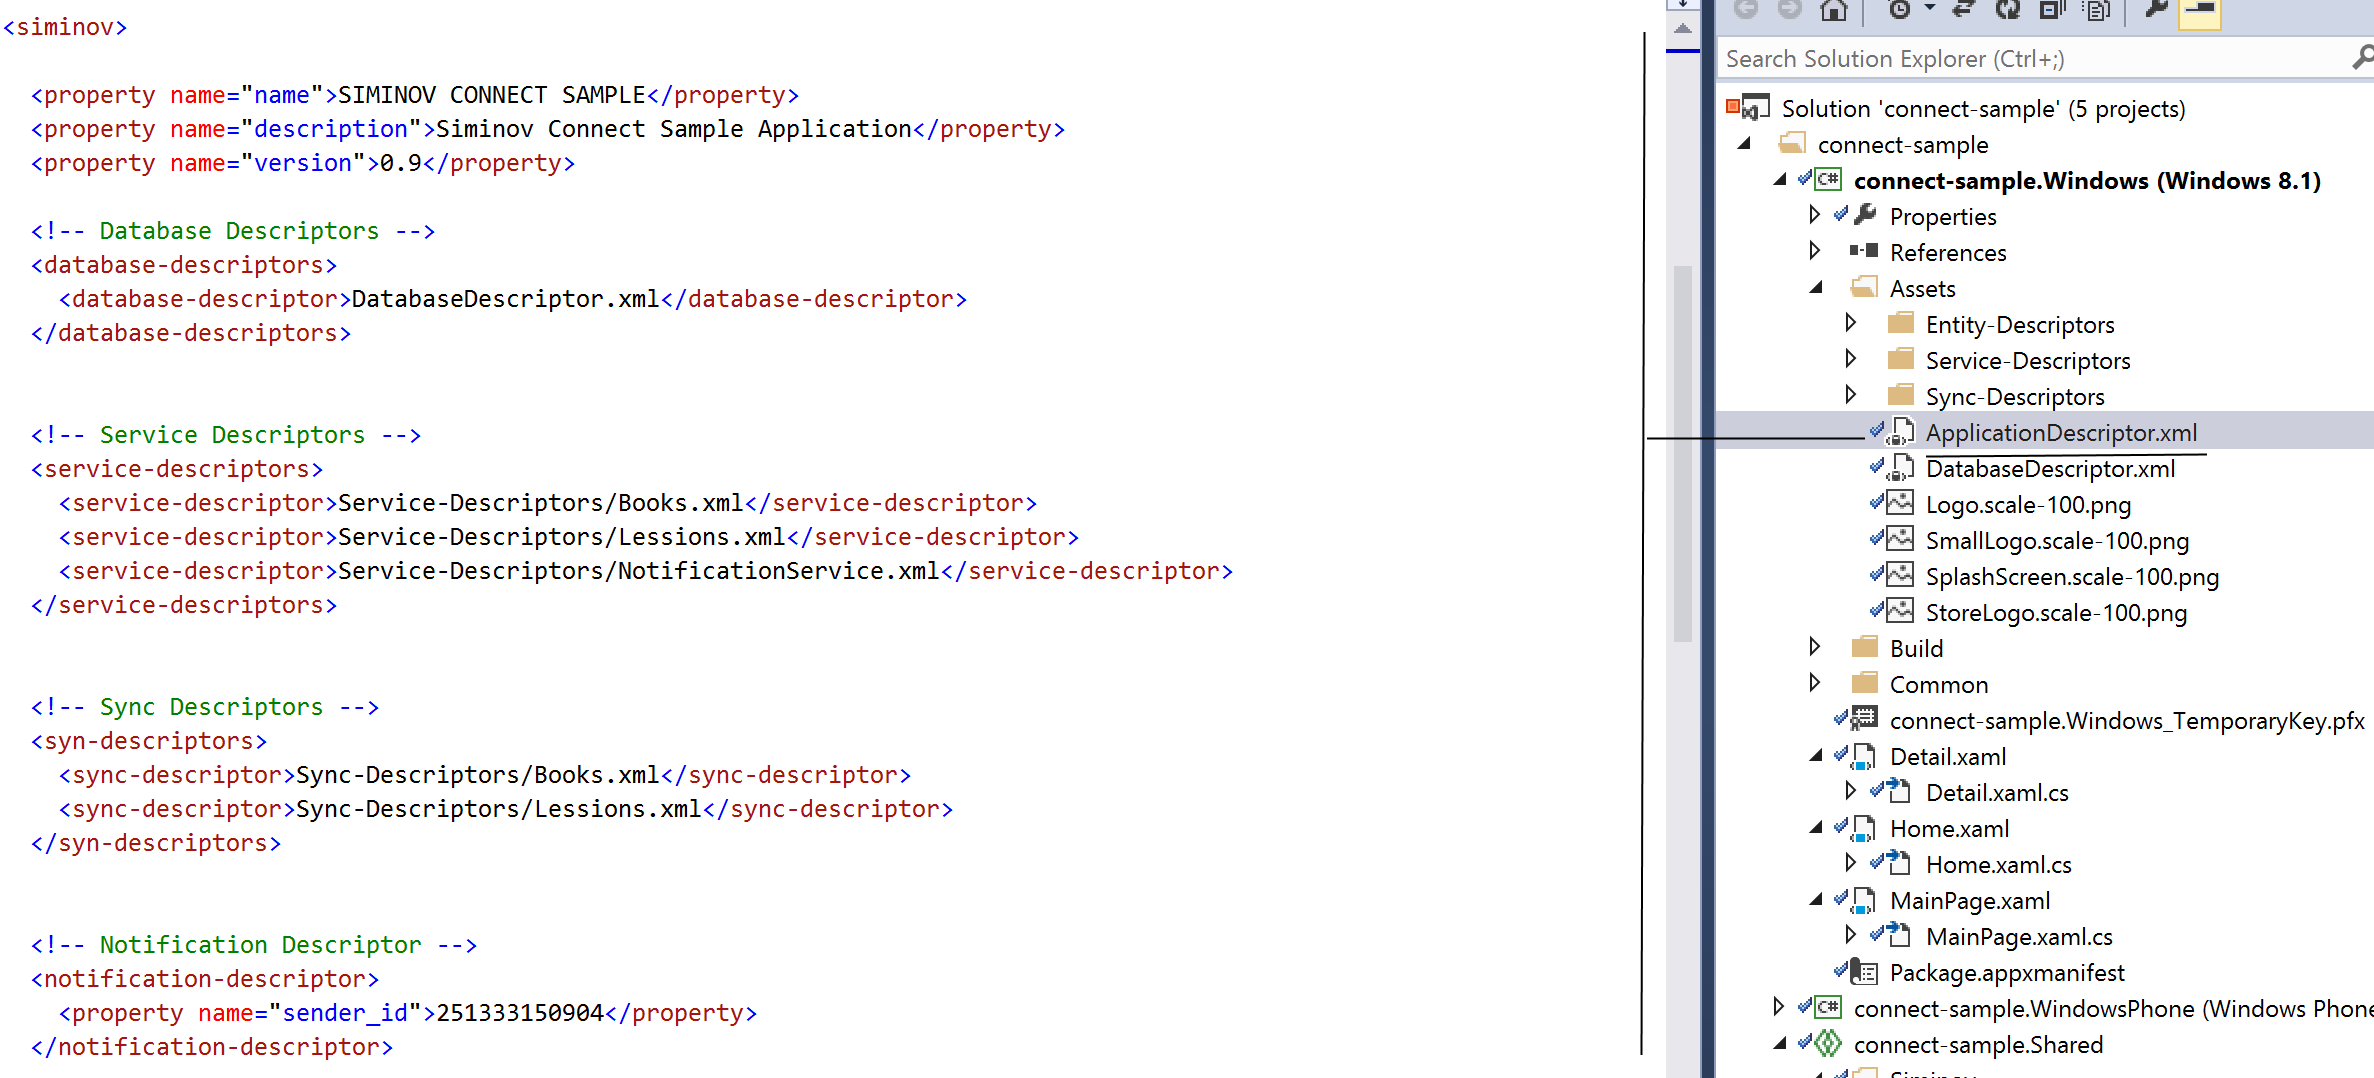 <siminov>
<property name="name">SIMINOV CONNECT SAMPLE</property>
<property name="description">Siminov Connect Sample Application</property>
<property name="version">0.9</property>
<!-- Database Descriptors -->
<database-descriptors>
<database-descriptor>DatabaseDescriptor.xml</database-descriptor>
</database-descriptors>
<!-- Service Descriptors -->
<service-descriptors>
<service-descriptor>Service-Descriptors/Books.xml</service-descriptor>
<service-descriptor>Service-Descriptors/Lessions.xml</service-descriptor>
<service-descriptor>Service-Descriptors/NotificationService.xml</service-descriptor>
</service-descriptors>
<!-- Sync Descriptors -->
<syn-descriptors>
<sync-descriptor>Sync-Descriptors/Books.xml</sync-descriptor>
<sync-descriptor>Sync-Descriptors/Lessions.xml</sync-descriptor>
</syn-descriptors>
<!-- Notification Descriptor -->
<notification-descriptor>
<property name="sender_id">251333150904</property>
</notification-descriptor>
Search Solution Explorer (Ctrl+;)
Solution 'connect-sample' (5 projects)
connect-sample
C# connect-sample.Windows (Windows 8.1)
Properties
References
Assets
Entity-Descriptors
Service-Descriptors
Sync-Descriptors
ApplicationDescriptor.xml
DatabaseDescriptor.xml
Logo.scale-100.png
SmallLogo.scale-100.png
SplashScreen.scale-100.png
StoreLogo.scale-100.png
Build
Common
connect-sample.Windows_TemporaryKey.pfx
Detail.xaml
Detail.xaml.cs
Home.xaml
Home.xaml.cs
MainPage.xaml
MainPage.xaml.cs
Package.appxmanifest
C# connect-sample.WindowsPhone (Windows Phone
connect-sample.Shared